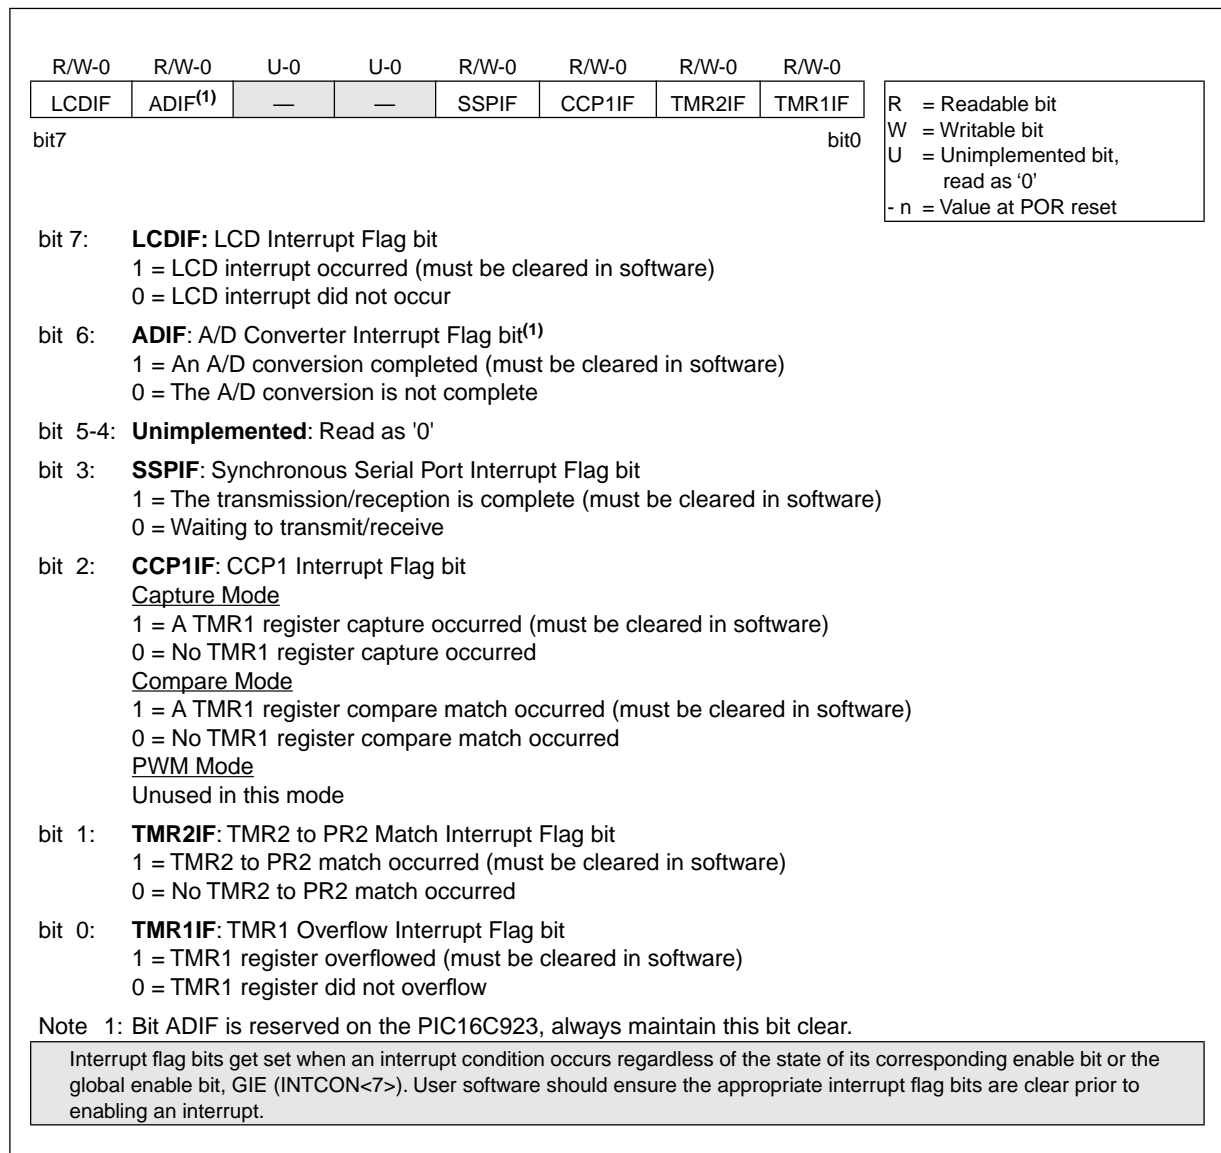 R/W-0 R/W-0 U-0 U-0 R/W-0 R/W-0 R/W-0 R/W-0
LCDIF ADIF(1) — — SSPIF CCP1IF TMR2IF TMR1IF
bit7 bit0
R = Readable bit
W = Writable bit
U = Unimplemented bit,
read as ‘0’
- n = Value at POR reset
bit 7: LCDIF: LCD Interrupt Flag bit
1 = LCD interrupt occurred (must be cleared in software)
0 = LCD interrupt did not occur
bit 6: ADIF: A/D Converter Interrupt Flag bit(1)
1 = An A/D conversion completed (must be cleared in software)
0 = The A/D conversion is not complete
bit 5-4: Unimplemented: Read as '0'
bit 3: SSPIF: Synchronous Serial Port Interrupt Flag bit
1 = The transmission/reception is complete (must be cleared in software)
0 = Waiting to transmit/receive
bit 2: CCP1IF: CCP1 Interrupt Flag bit
Capture Mode
1 = A TMR1 register capture occurred (must be cleared in software)
0 = No TMR1 register capture occurred
Compare Mode
1 = A TMR1 register compare match occurred (must be cleared in software)
0 = No TMR1 register compare match occurred
PWM Mode
Unused in this mode
bit 1: TMR2IF: TMR2 to PR2 Match Interrupt Flag bit
1 = TMR2 to PR2 match occurred (must be cleared in software)
0 = No TMR2 to PR2 match occurred
bit 0: TMR1IF: TMR1 Overflow Interrupt Flag bit
1 = TMR1 register overflowed (must be cleared in software)
0 = TMR1 register did not overflow
Note 1: Bit ADIF is reserved on the PIC16C923, always maintain this bit clear.
Interrupt flag bits get set when an interrupt condition occurs regardless of the state of its corresponding enable bit or the
global enable bit, GIE (INTCON<7>). User software should ensure the appropriate interrupt flag bits are clear prior to
enabling an interrupt.